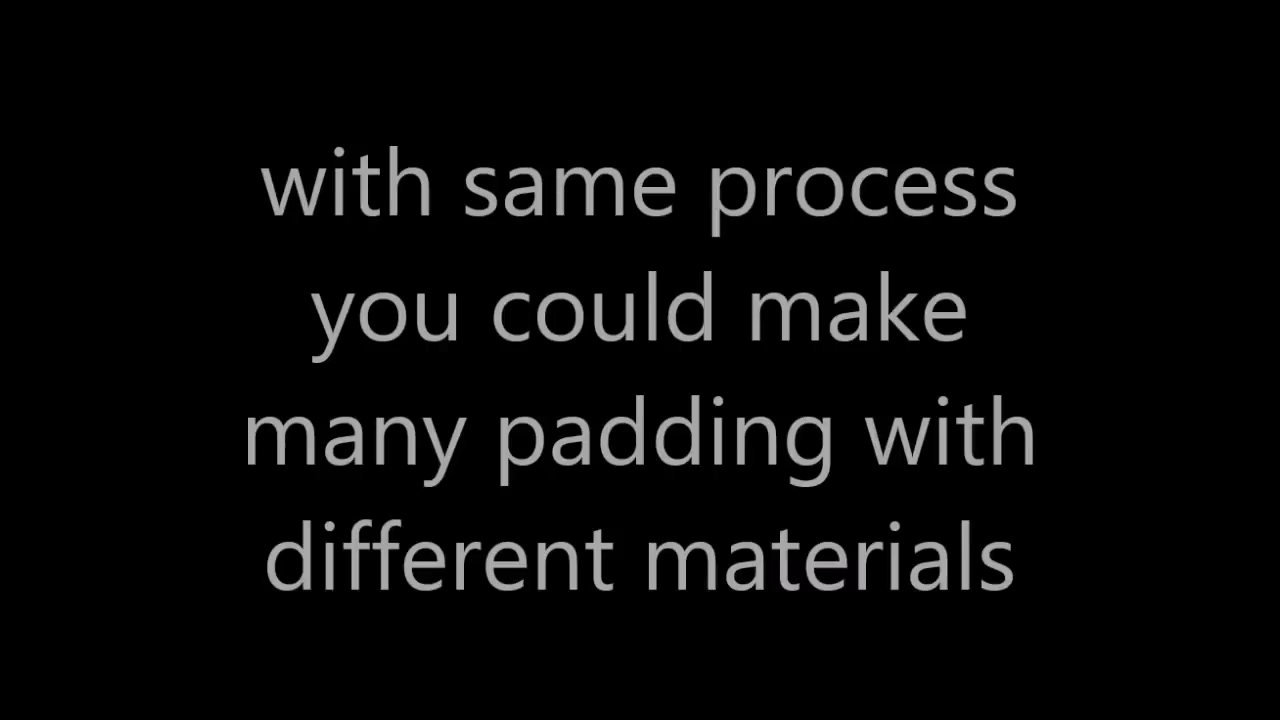 with same process
you could make
many padding with
different materials